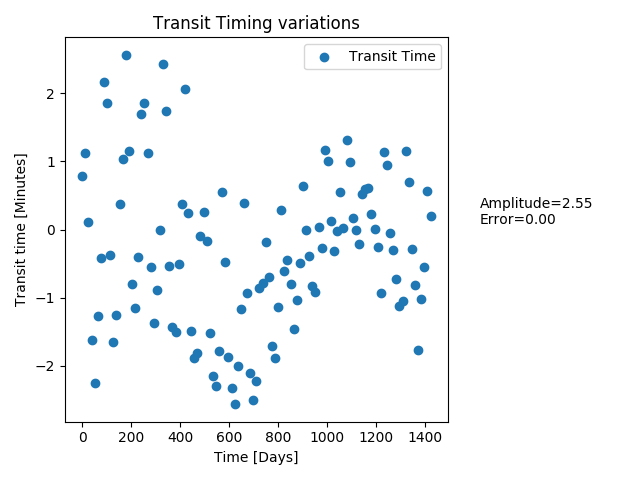 Transit Timing variations
Transit Time
Transit time [Minutes]
2
1
0
−1
−2
0 200 400 600 800 1000 1200 1400
Time [Days]
Amplitude=2.55
Error=0.00